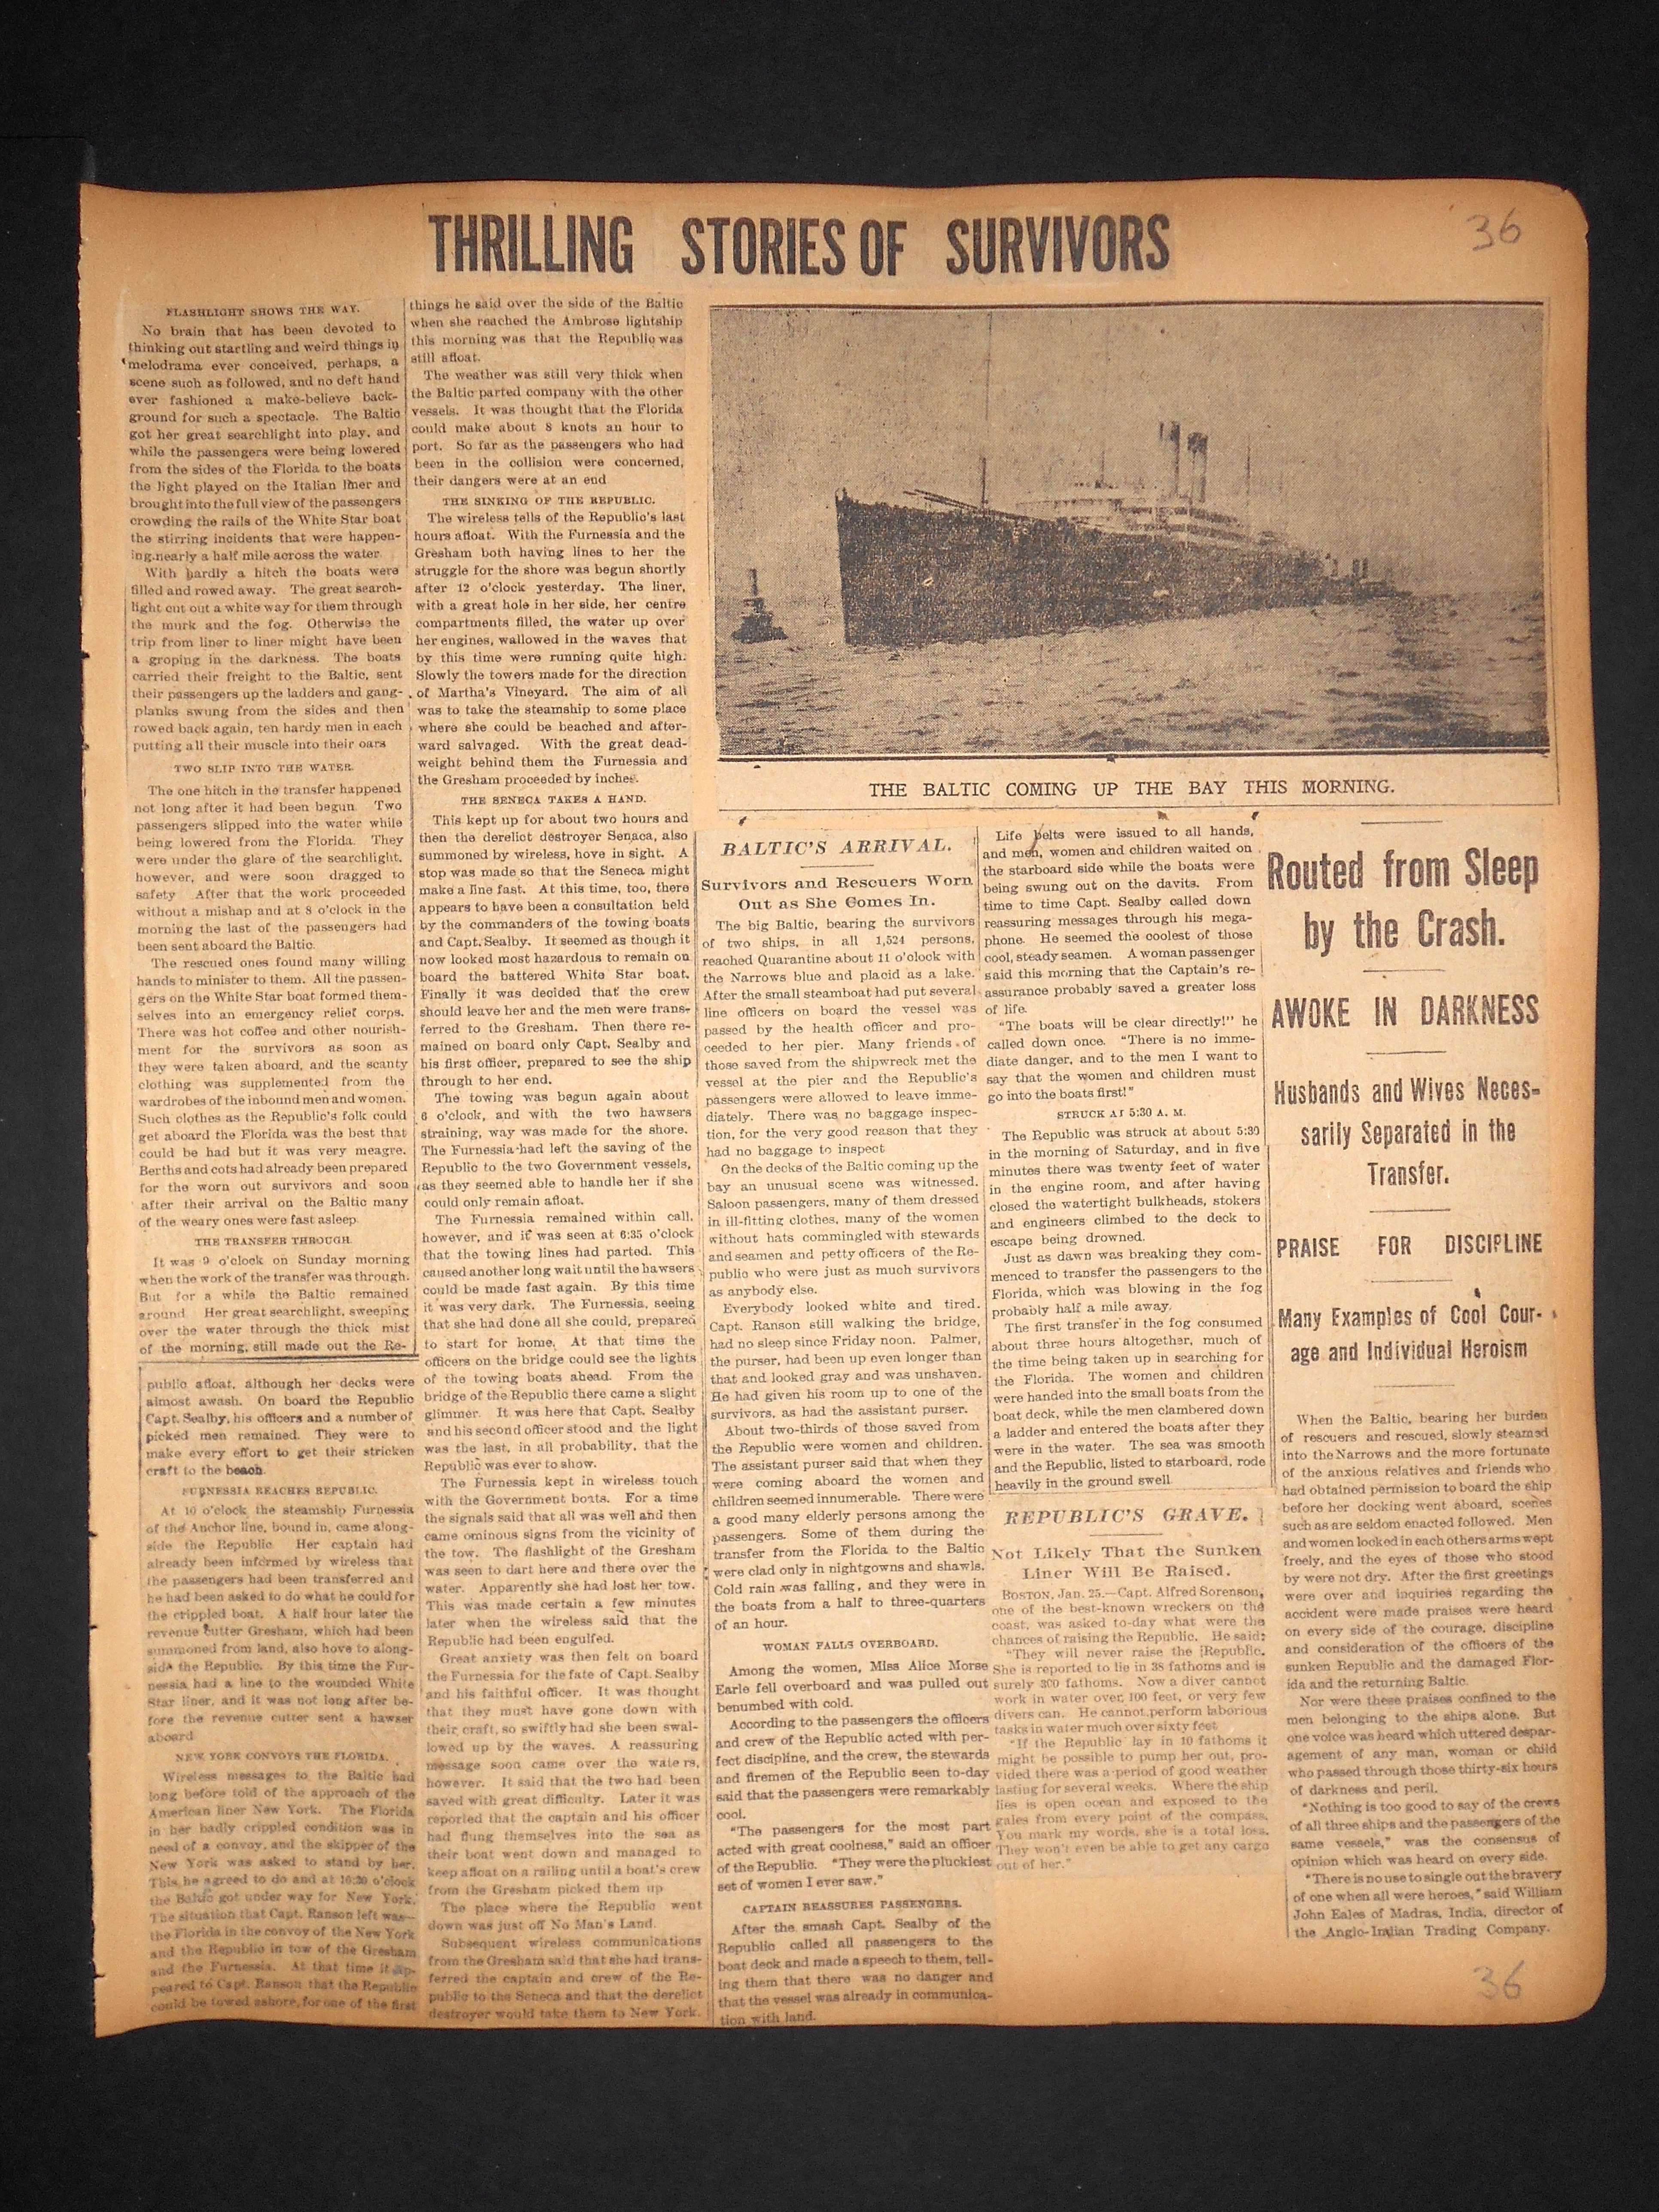 THRILLING STORIES OF SURVIVORS
36
FLASHLIGHT SHOWS THE WAY.
No brain that has been devoted to
thinking out startling and weird things in
melodrama ever conceived, perhaps, a
scene such as followed, and no deft hand
ever fashioned a make-believe back-
ground for such a spectacle. The Baltic
got her great searchlight into play, and
while the passengers were being lowered
from the sides of the Florida to the boats
the light played on the Italian liner and
brought into the full view of the passengers
crowding the rails of the White Star boat
the stirring incidents that were happen-
ing nearly a half mile across the water
With hardly a hitch the boats were
filled and rowed away. The great search-
light cut out a white way for them through
the murk and the fog. Otherwise the
trip from liner to liner might have been
a groping in the darkness. The boats
carried their freight to the Baltic, sent
their passengers up the ladders and gang-
planks swung from the sides and then
rowed back again, ten hardy men in each
putting all their muscle into their oars
TWO SLIP INTO THE WATER.
The one hitch in the transfer happened
not long after it had been begun. Two
passengers slipped into the water while
being lowered from the Florida. They
were under the glare of the searchlight,
however, and were soon dragged to
safety After that the work proceeded
without a mishap and at 8 o'clock in the
morning the last of the passengers had
been sent aboard the Baltic.
The rescued ones found many willing
hands to minister to them. All the passen-
gers on the White Star boat formed them-
selves into an emergency relief corps.
There was hot coffee and other nourish-
ment for the survivors as soon as
they were taken aboard, and the scanty
clothing was supplemented from the
wardrobes of the inbound men and women.
Such clothes as the Republic's folk could
get aboard the Florida was the best that
could be had but it was very meagre.
Berths and cots had already been prepared
for the worn out survivors and soon
after their arrival on the Baltic many
of the weary ones were fast asleep
THE TRANSFER THROUGH.
It was 9 o'clock on Sunday morning
when the work of the transfer was through.
But for a while the Baltic remained
around Her great searchlight, sweeping
over the water through the thick mist
of the morning, still made out the Re-
public afloat, although her decks were
almost awash. On board the Republic
Capt. Sealby, his officers and a number of
picked men remained. They were to
make every effort to get their stricken
craft to the beach.
FURNESSIA REACHES REPUBLIC.
At 10 o'clock the steamship Furnessia
of the Anchor line, bound in, came along-
side the Republic Her captain had
already been informed by wireless that
the passengers had been transferred and
he had been asked to do what he could for
the crippled boat. A half hour later the
revenue cutter Gresham, which had been
summoned from land, also hove to along-
side the Republic. By this time the Fur-
nessia had a line to the wounded White
Star liner, and it was not long after be-
fore the revenue cutter sent a hawser
aboard
NEW YORK CONVOYS THE FLORIDA.
Wireless messages to the Baltic had
long before told of the approach of the
American liner New York. The Florida
in her badly crippled condition was in
need of a convoy, and the skipper of the
New York was asked to stand by her.
This he agreed to do and at 10:30 o'clock
the Baltic got under way for New York.
The situation that Capt. Ranson left was—
the Florida in the convoy of the New York
and the Republic in tow of the Gresham
and the Furnessia. At that time it ap-
peared to Capt. Ranson that the Republic
could be towed ashore, for one of the first
things he said over the side of the Baltic
when she reached the Ambrose lightship
this morning was that the Republic was
still afloat.
The weather was still very thick when
the Baltic parted company with the other
vessels. It was thought that the Florida
could make about 8 knots an hour to
port. So far as the passengers who had
been in the collision were concerned,
their dangers were at an end
THE SINKING OF THE REPUBLIC.
The wireless tells of the Republic's last
hours afloat. With the Furnessia and the
Gresham both having lines to her the
struggle for the shore was begun shortly
after 12 o'clock yesterday. The liner,
with a great hole in her side, her centre
compartments filled, the water up over
her engines, wallowed in the waves that
by this time were running quite high.
Slowly the towers made for the direction
of Martha's Vineyard. The aim of all
was to take the steamship to some place
where she could be beached and after-
ward salvaged. With the great dead-
weight behind them the Furnessia and
the Gresham proceeded by inches.
THE SENECA TAKES A HAND.
This kept up for about two hours and
then the derelict destroyer Senaca, also
summoned by wireless, hove in sight. A
stop was made so that the Seneca might
make a line fast. At this time, too, there
appears to have been a consultation held
by the commanders of the towing boats
and Capt. Sealby. It seemed as though it
now looked most hazardous to remain on
board the battered White Star boat.
Finally it was decided that the crew
should leave her and the men were trans-
ferred to the Gresham. Then there re-
mained on board only Capt. Sealby and
his first officer, prepared to see the ship
through to her end.
The towing was begun again about
6 o'clock, and with the two hawsers
straining, way was made for the shore.
The Furnessia had left the saving of the
Republic to the two Government vessels,
as they seemed able to handle her if she
could only remain afloat.
The Furnessia remained within call,
however, and it was seen at 6:35 o'clock
that the towing lines had parted. This
caused another long wait until the hawsers
could be made fast again. By this time
it was very dark. The Furnessia, seeing
that she had done all she could, prepared
to start for home. At that time the
officers on the bridge could see the lights
of the towing boats ahead. From the
bridge of the Republic there came a slight
glimmer. It was here that Capt. Sealby
and his second officer stood and the light
was the last, in all probability, that the
Republic was ever to show.
The Furnessia kept in wireless touch
with the Government boats. For a time
the signals said that all was well and then
came ominous signs from the vicinity of
the tow. The flashlight of the Gresham
was seen to dart here and there over the
water. Apparently she had lost her tow.
This was made certain a few minutes
later when the wireless said that the
Republic had been engulfed.
Great anxiety was then felt on board
the Furnessia for the fate of Capt. Sealby
and his faithful officer. It was thought
that they must have gone down with
their craft, so swiftly had she been swal-
lowed up by the waves. A reassuring
message soon came over the waters,
however. It said that the two had been
saved with great difficulty. Later it was
reported that the captain and his officer
had flung themselves into the sea as
their boat went down and managed to
keep afloat on a railing until a boat's crew
from the Gresham picked them up
The place where the Republic went
down was just off No Man's Land.
Subsequent wireless communications
from the Gresham said that she had trans-
ferred the captain and crew of the Re-
public to the Seneca and that the derelict
destroyer would take them to New York.
THE BALTIC COMING UP THE BAY THIS MORNING.
BALTIC'S ARRIVAL.
Survivors and Rescuers Worn
Out as She Comes In.
The big Baltic, bearing the survivors
of two ships, in all 1,524 persons,
reached Quarantine about 11 o'clock with
the Narrows blue and placid as a lake.
After the small steamboat had put several
line officers on board the vessel was
passed by the health officer and pro-
ceeded to her pier. Many friends of
those saved from the shipwreck met the
vessel at the pier and the Republic's
passengers were allowed to leave imme-
diately. There was no baggage inspec-
tion, for the very good reason that they
had no baggage to inspect
On the decks of the Baltic coming up the
bay an unusual scene was witnessed.
Saloon passengers, many of them dressed
in ill-fitting clothes, many of the women
without hats commingled with stewards
and seamen and petty officers of the Re-
public who were just as much survivors
as anybody else.
Everybody looked white and tired.
Capt. Ranson still walking the bridge,
had no sleep since Friday noon. Palmer,
the purser, had been up even longer than
that and looked gray and was unshaven.
He had given his room up to one of the
survivors, as had the assistant purser.
About two-thirds of those saved from
the Republic were women and children.
The assistant purser said that when they
were coming aboard the women and
children seemed innumerable. There were
a good many elderly persons among the
passengers. Some of them during the
transfer from the Florida to the Baltic
were clad only in nightgowns and shawls.
Cold rain was falling, and they were in
the boats from a half to three-quarters
of an hour.
WOMAN FALLS OVERBOARD.
Among the women, Miss Alice Morse
Earle fell overboard and was pulled out
benumbed with cold.
According to the passengers the officers
and crew of the Republic acted with per-
fect discipline, and the crew, the stewards
and firemen of the Republic seen to-day
said that the passengers were remarkably
cool.
"The passengers for the most part
acted with great coolness," said an officer
of the Republic. "They were the pluckiest
set of women I ever saw."
CAPTAIN REASSURES PASSENGERS.
After the smash Capt. Sealby of the
Republic called all passengers to the
boat deck and made a speech to them, tell-
ing them that there was no danger and
that the vessel was already in communica-
tion with land.
Life belts were issued to all hands,
and men, women and children waited on
the starboard side while the boats were
being swung out on the davits. From
time to time Capt. Sealby called down
reassuring messages through his mega-
phone. He seemed the coolest of those
cool, steady seamen. A woman passenger
said this morning that the Captain's re-
assurance probably saved a greater loss
of life.
"The boats will be clear directly!" he
called down once. "There is no imme-
diate danger, and to the men I want to
say that the women and children must
go into the boats first!"
STRUCK AT 5:30 A. M.
The Republic was struck at about 5:30
in the morning of Saturday, and in five
minutes there was twenty feet of water
in the engine room, and after having
closed the watertight bulkheads, stokers
and engineers climbed to the deck to
escape being drowned.
Just as dawn was breaking they com-
menced to transfer the passengers to the
Florida, which was blowing in the fog
probably half a mile away.
The first transfer in the fog consumed
about three hours altogether, much of
the time being taken up in searching for
the Florida. The women and children
were handed into the small boats from the
boat deck, while the men clambered down
a ladder and entered the boats after they
were in the water. The sea was smooth
and the Republic, listed to starboard, rode
heavily in the ground swell
REPUBLIC'S GRAVE.
Not Likely That the Sunken
Liner Will Be Raised.
BOSTON, Jan. 25.—Capt. Alfred Sorenson,
one of the best-known wreckers on the
coast, was asked to-day what were the
chances of raising the Republic. He said:
"They will never raise the Republic.
She is reported to lie in 38 fathoms and is
surely 300 fathoms. Now a diver cannot
work in water over 100 feet, or very few
divers can. He cannot perform laborious
tasks in water much over sixty feet
"If the Republic lay in 10 fathoms it
might be possible to pump her out, pro-
vided there was a period of good weather
lasting for several weeks. Where the ship
lies is open ocean and exposed to the
gales from every point of the compass.
You mark my words, she is a total loss.
They won't even be able to get any cargo
out of her."
Routed from Sleep
by the Crash.
AWOKE IN DARKNESS
Husbands and Wives Neces-
sarily Separated in the
Transfer.
PRAISE FOR DISCIPLINE
Many Examples of Cool Cour-
age and Individual Heroism
When the Baltic, bearing her burden
of rescuers and rescued, slowly steamed
into the Narrows and the more fortunate
of the anxious relatives and friends who
had obtained permission to board the ship
before her docking went aboard, scenes
such as are seldom enacted followed. Men
and women looked in each others arms wept
freely, and the eyes of those who stood
by were not dry. After the first greetings
were over and inquiries regarding the
accident were made praises were heard
on every side of the courage, discipline
and consideration of the officers of the
sunken Republic and the damaged Flor-
ida and the returning Baltic.
Nor were these praises confined to the
men belonging to the ships alone. But
one voice was heard which uttered despar-
agement of any man, woman or child
who passed through those thirty-six hours
of darkness and peril.
"Nothing is too good to say of the crews
of all three ships and the passengers of the
same vessels," was the consensus of
opinion which was heard on every side.
"There is no use to single out the bravery
of one when all were heroes," said William
John Eales of Madras, India, director of
the Anglo-Indian Trading Company.
36